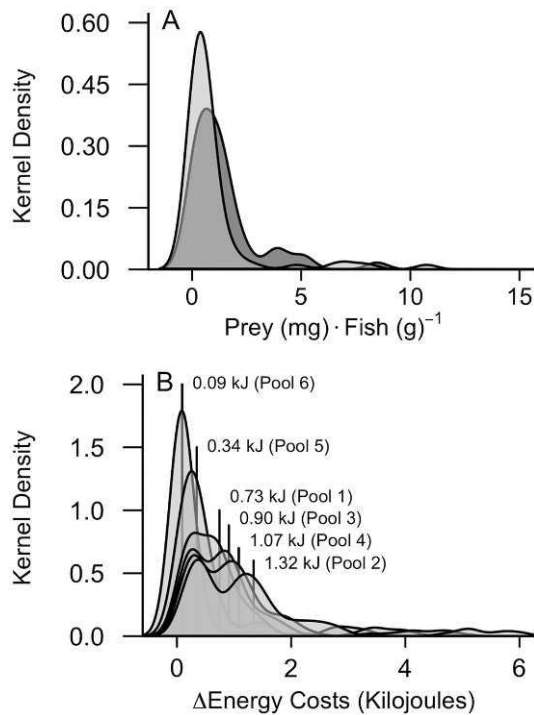 A
0.60
0.45
0.30
0.15
0.00
Kernel Density
0 5 10 15
Prey (mg) · Fish (g)⁻¹
B
2.0
1.5
1.0
0.5
0.0
Kernel Density
0.09 kJ (Pool 6)
0.34 kJ (Pool 5)
0.73 kJ (Pool 1)
0.90 kJ (Pool 3)
1.07 kJ (Pool 4)
1.32 kJ (Pool 2)
0 2 4 6
ΔEnergy Costs (Kilojoules)